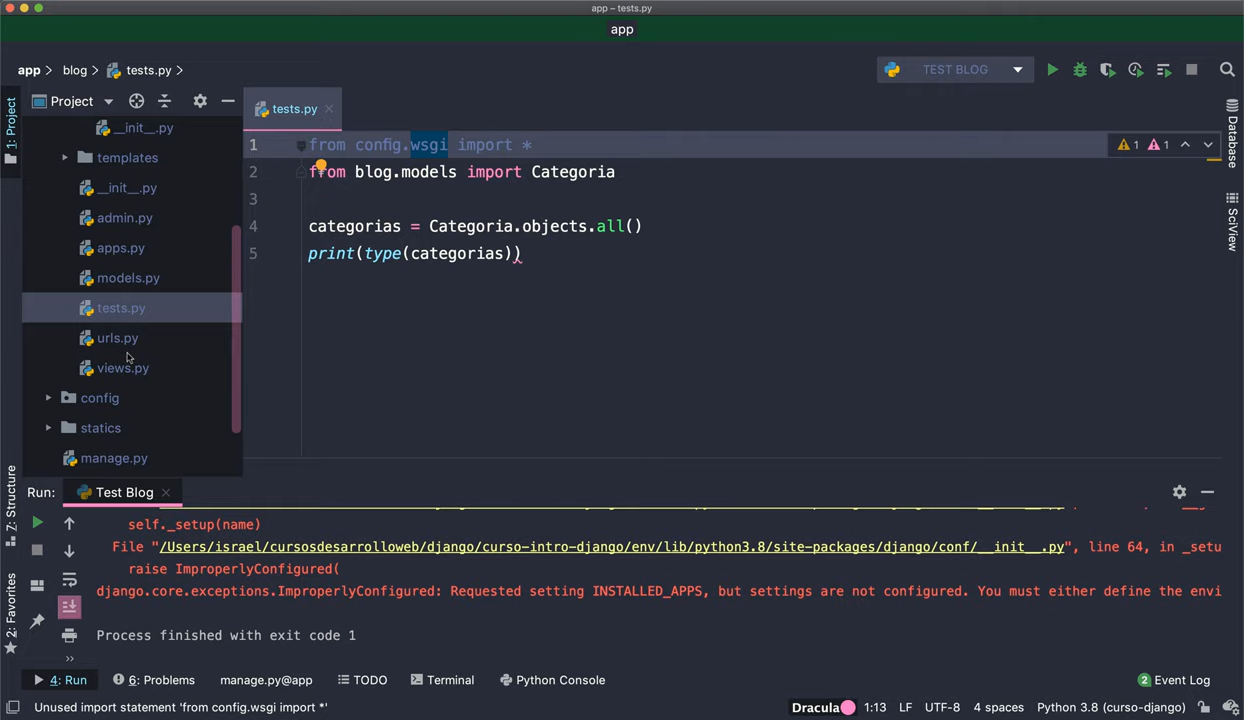 app – tests.py
app
app blog tests.py
TEST BLOG
Project
tests.py
1: Project
Database
SciView
__init__.py
templates
__init__.py
admin.py
apps.py
models.py
tests.py
urls.py
views.py
config
statics
manage.py
1 from config.wsgi import *
1 1
2 from blog.models import Categoria
3
4 categorias = Categoria.objects.all()
5 print(type(categorias))
Z: Structure
2: Favorites
Run: Test Blog
self._setup(name)
File "/Users/israel/cursosdesarrolloweb/django/curso-intro-django/env/lib/python3.8/site-packages/django/conf/__init__.py", line 64, in _setu
raise ImproperlyConfigured(
django.core.exceptions.ImproperlyConfigured: Requested setting INSTALLED_APPS, but settings are not configured. You must either define the envi
Process finished with exit code 1
4: Run 6: Problems manage.py@app TODO Terminal Python Console 2 Event Log
Unused import statement 'from config.wsgi import *' Dracula 1:13 LF UTF-8 4 spaces Python 3.8 (curso-django)